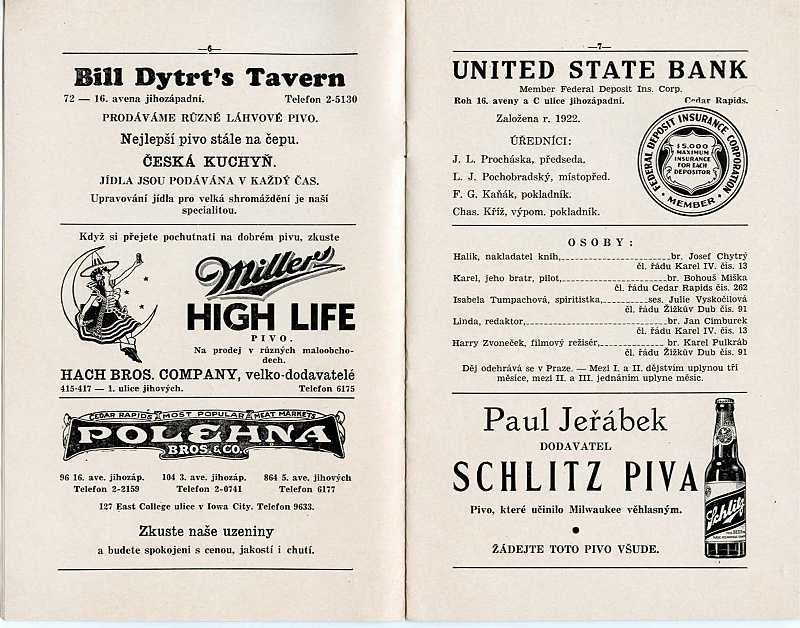 —6—
Bill Dytrt's Tavern
72 — 16. avena jihozápadní. Telefon 2-5130
PRODÁVÁME RŮZNÉ LÁHVOVÉ PIVO.
Nejlepší pivo stále na čepu.
ČESKÁ KUCHYŇ.
JÍDLA JSOU PODÁVÁNA V KAŽDÝ ČAS.
Upravování jídla pro velká shromáždění je naší
specialitou.
Když si přejete pochutnati na dobrém pivu, zkuste
Miller
HIGH LIFE
PIVO.
Na prodej v různých maloobcho-
dech.
HACH BROS. COMPANY, velko-dodavatelé
415-417 — 1. ulice jihových. Telefon 6175
CEDAR RAPIDS MOST POPULAR MEAT MARKETS
POLEHNA
BROS. & CO.
96 16. ave. jihozáp. 104 3. ave. jihozáp. 864 5. ave. jihových
Telefon 2-2159 Telefon 2-0741 Telefon 6177
127 East College ulice v Iowa City. Telefon 9633.
Zkuste naše uzeniny
a budete spokojeni s cenou, jakostí i chutí.
—7—
UNITED STATE BANK
Member Federal Deposit Ins. Corp.
Roh 16. aveny a C ulice jihozápadní. Cedar Rapids.
Založena r. 1922.
ÚŘEDNÍCI:
J. L. Procháska, předseda.
L. J. Pochobradský, místopřed.
F. G. Kaňák, pokladník.
Chas. Kříž, výpom. pokladník.
FEDERAL DEPOSIT INSURANCE CORPORATION
$5,000
MAXIMUM
INSURANCE
FOR EACH
DEPOSITOR
MEMBER
OSOBY:
Halík, nakladatel knih, br. Josef Chytrý
čl. řádu Karel IV. čís. 13
Karel, jeho bratr, pilot, br. Bohouš Miška
čl. řádu Cedar Rapids čís. 262
Isabela Tumpachová, spiritistka, ses. Julie Vyskočilová
čl. řádu Žižkův Dub čís. 91
Linda, redaktor, br. Jan Cimburek
čl. řádu Karel IV. čís. 13
Harry Zvoneček, filmový režisér, br. Karel Pulkráb
čl. řádu Žižkův Dub čís. 91
Děj odehrává se v Praze. — Mezi I. a II. dějstvím uplynou tři
měsíce, mezi II. a III. jednáním uplyne měsíc.
Paul Jeřábek
DODAVATEL
SCHLITZ PIVA
Pivo, které učinilo Milwaukee věhlasným.
ŽÁDEJTE TOTO PIVO VŠUDE.
Schlitz